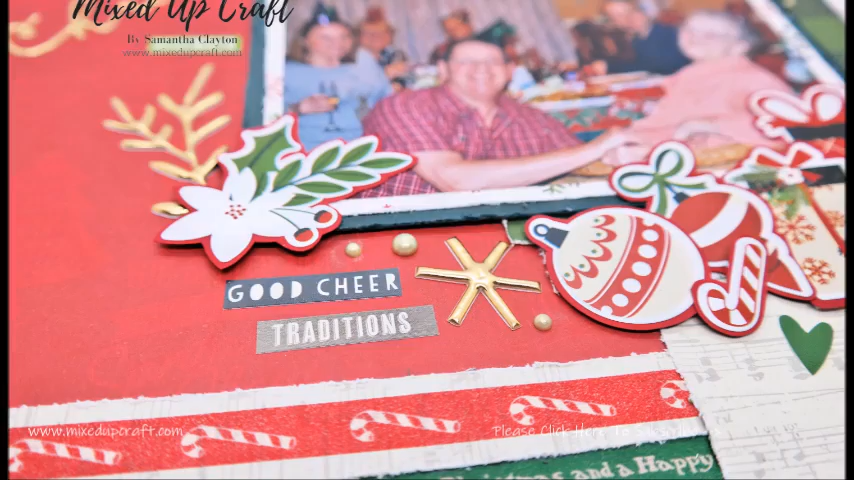 Mixed Up Craft
By Samantha Clayton
www.mixedupcraft.com
GOOD CHEER
TRADITIONS
www.mixedupcraft.com
Please Click Here To Subscribe
Christmas and a Happy